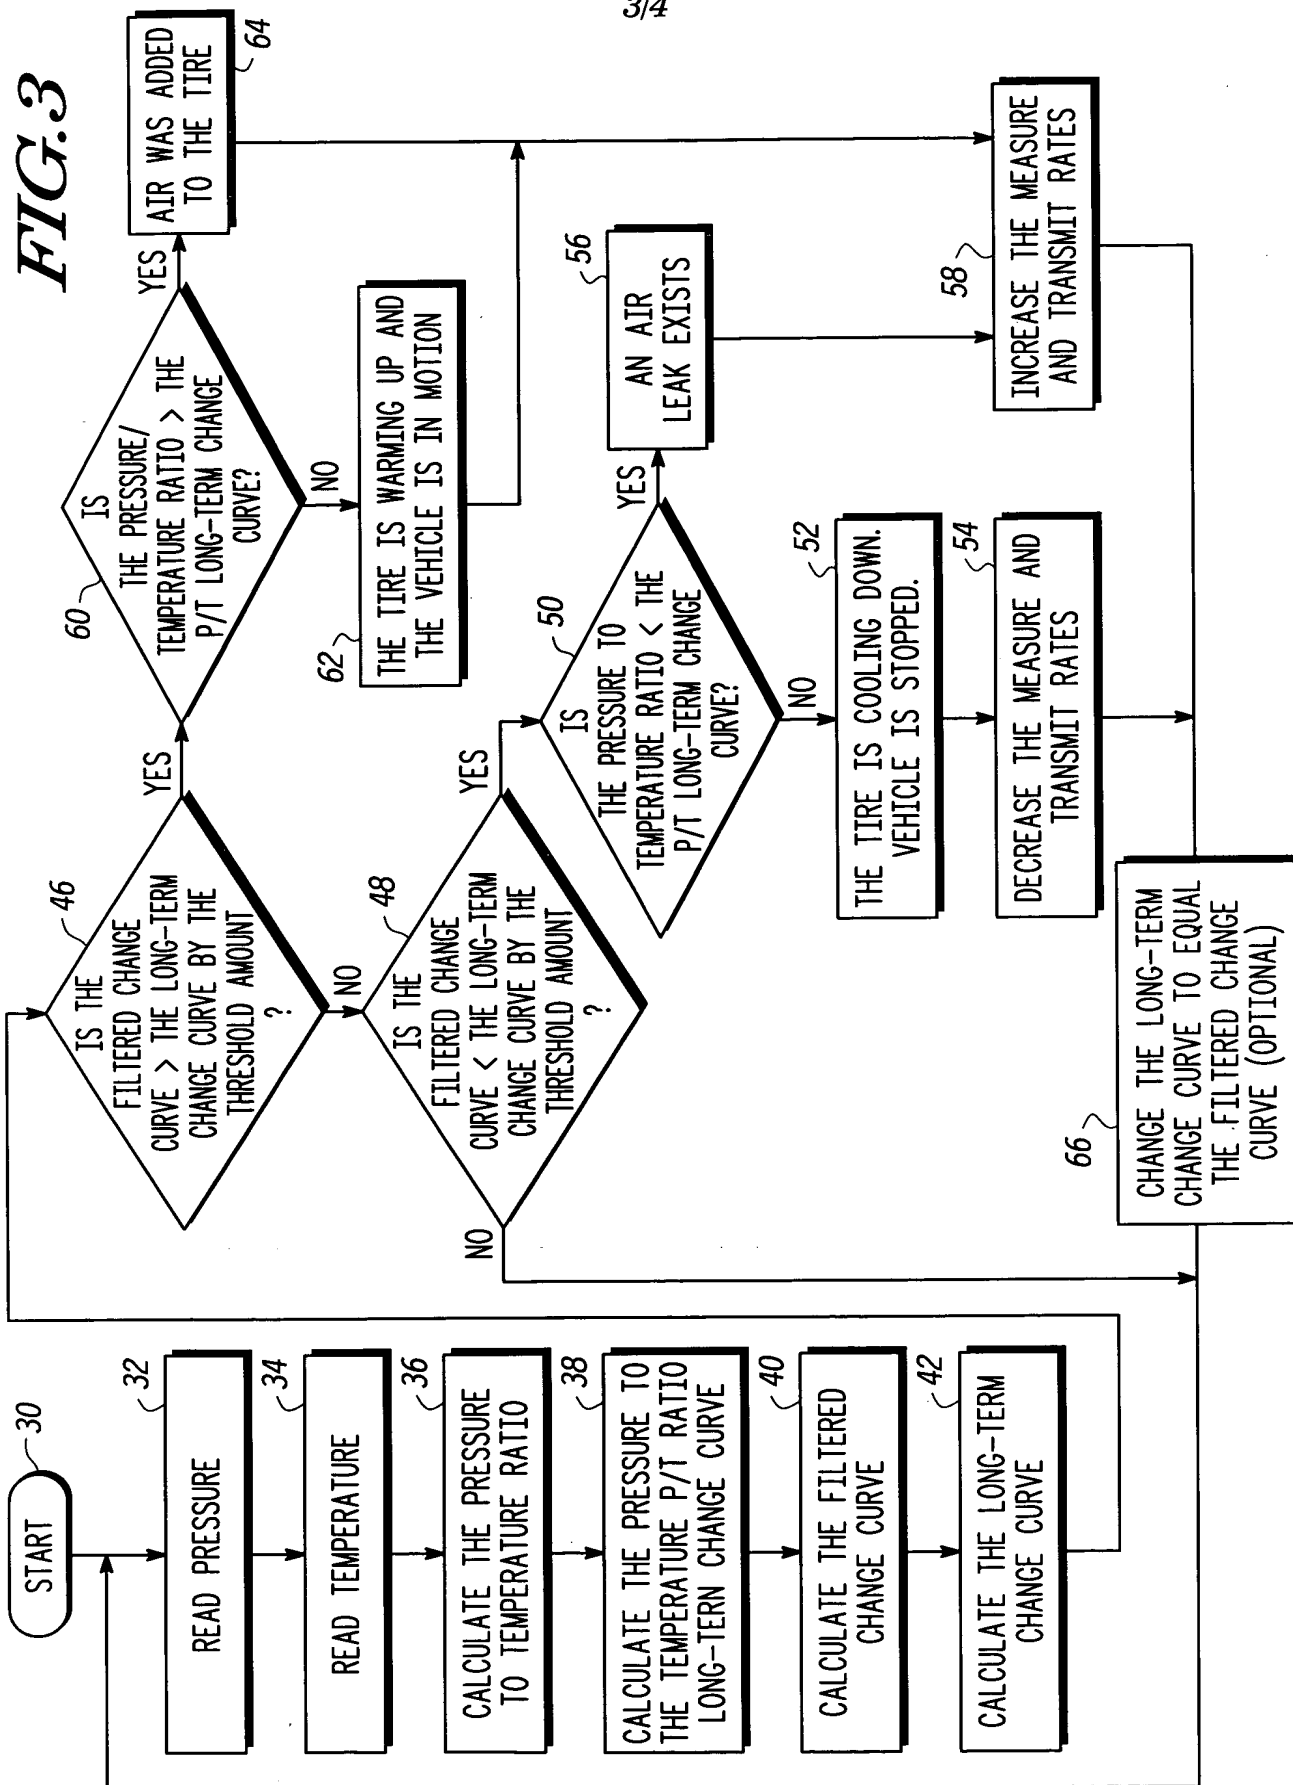 3/4
FIG.3
START
30
READ PRESSURE
32
READ TEMPERATURE
34
CALCULATE THE PRESSURE
TO TEMPERATURE RATIO
36
CALCULATE THE PRESSURE TO
THE TEMPERATURE P/T RATIO
LONG-TERN CHANGE CURVE
38
CALCULATE THE FILTERED
CHANGE CURVE
40
CALCULATE THE LONG-TERM
CHANGE CURVE
42
IS THE
FILTERED CHANGE
CURVE > THE LONG-TERM
CHANGE CURVE BY THE
THRESHOLD AMOUNT
?
46
YES
NO
IS THE
FILTERED CHANGE
CURVE < THE LONG-TERM
CHANGE CURVE BY THE
THRESHOLD AMOUNT
?
48
YES
NO
IS
THE PRESSURE/
TEMPERATURE RATIO > THE
P/T LONG-TERM CHANGE
CURVE?
60
YES
NO
AIR WAS ADDED
TO THE TIRE
64
THE TIRE IS WARMING UP AND
THE VEHICLE IS IN MOTION
62
IS
THE PRESSURE TO
TEMPERATURE RATIO < THE
P/T LONG-TERM CHANGE
CURVE?
50
YES
NO
AN AIR
LEAK EXISTS
56
THE TIRE IS COOLING DOWN.
VEHICLE IS STOPPED.
52
DECREASE THE MEASURE AND
TRANSMIT RATES
54
INCREASE THE MEASURE
AND TRANSMIT RATES
58
CHANGE THE LONG-TERM
CHANGE CURVE TO EQUAL
THE FILTERED CHANGE
CURVE (OPTIONAL)
66